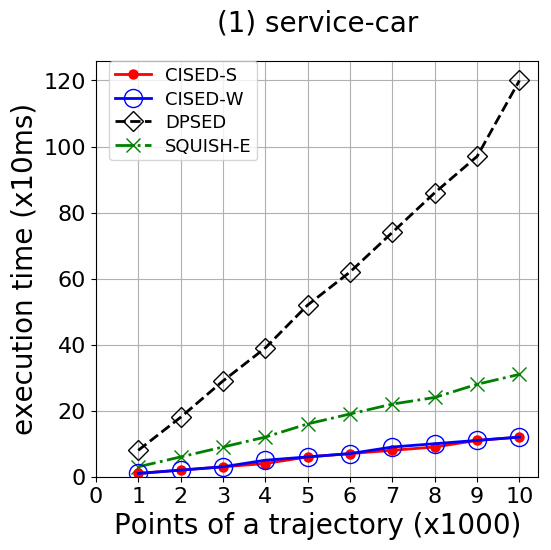 (1) service-car
CISED-S
CISED-W
DPSED
SQUISH-E
execution time (x10ms)
120
100
80
60
40
20
0
0 1 2 3 4 5 6 7 8 9 10
Points of a trajectory (x1000)